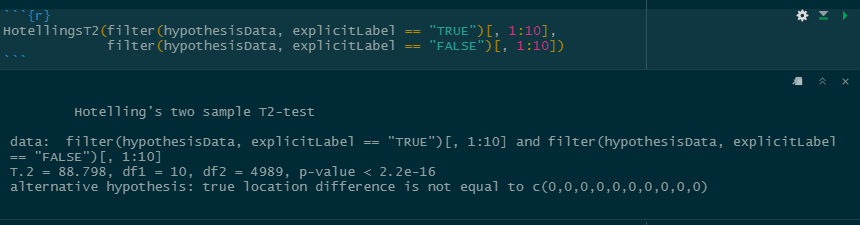 ```{r}
HotellingsT2(filter(hypothesisData, explicitLabel == "TRUE")[, 1:10],
             filter(hypothesisData, explicitLabel == "FALSE")[, 1:10])
```
        Hotelling's two sample T2-test
data:  filter(hypothesisData, explicitLabel == "TRUE")[, 1:10] and filter(hypothesisData, explicitLabel
== "FALSE")[, 1:10]
T.2 = 88.798, df1 = 10, df2 = 4989, p-value < 2.2e-16
alternative hypothesis: true location difference is not equal to c(0,0,0,0,0,0,0,0,0,0)